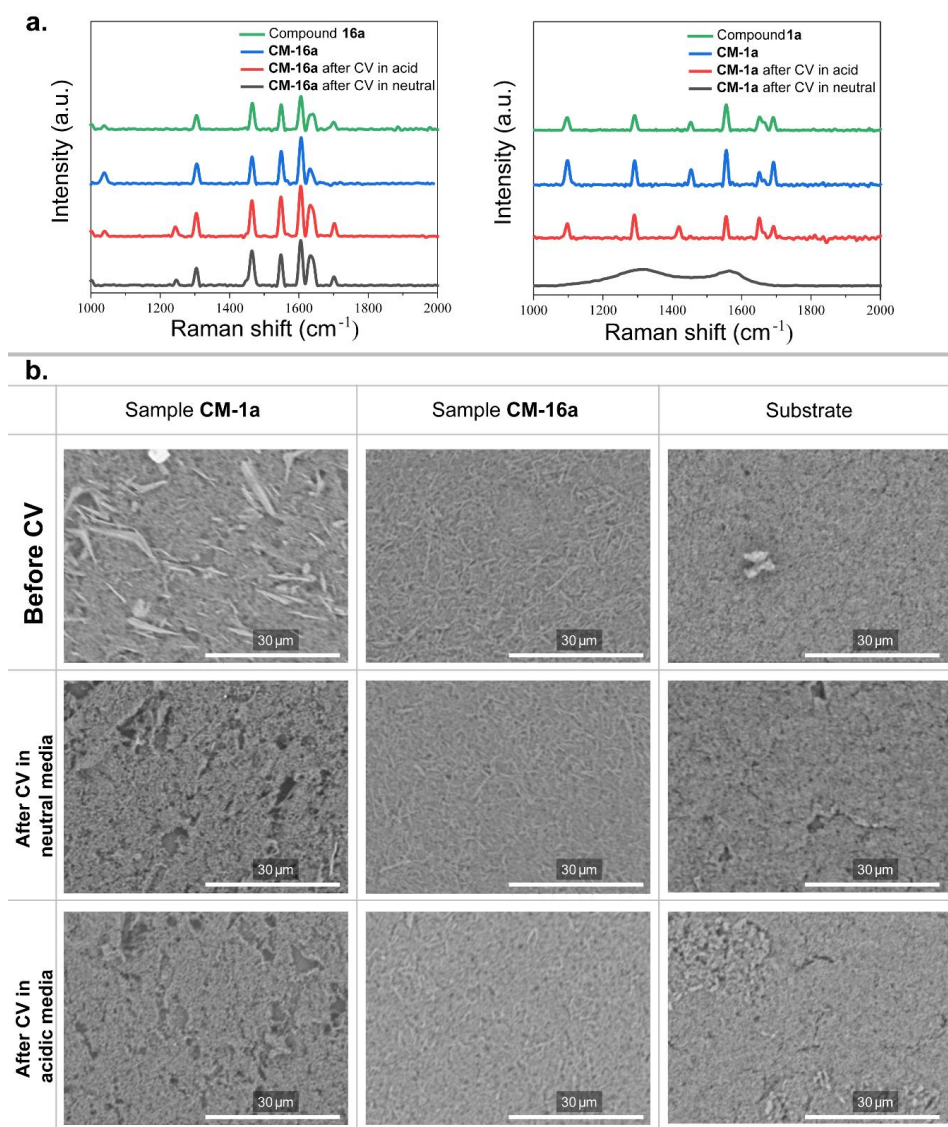 a.
Compound 16a
CM-16a
CM-16a after CV in acid
CM-16a after CV in neutral
Intensity (a.u.)
1000 1200 1400 1600 1800 2000
Raman shift (cm⁻¹)
Compound1a
CM-1a
CM-1a after CV in acid
CM-1a after CV in neutral
Intensity (a.u.)
1000 1200 1400 1600 1800 2000
Raman shift (cm⁻¹)
b.
Sample CM-1a
Sample CM-16a
Substrate
Before CV
30 µm
30 µm
30 µm
After CV in
neutral media
30 µm
30 µm
30 µm
After CV in
acidic media
30 µm
30 µm
30 µm